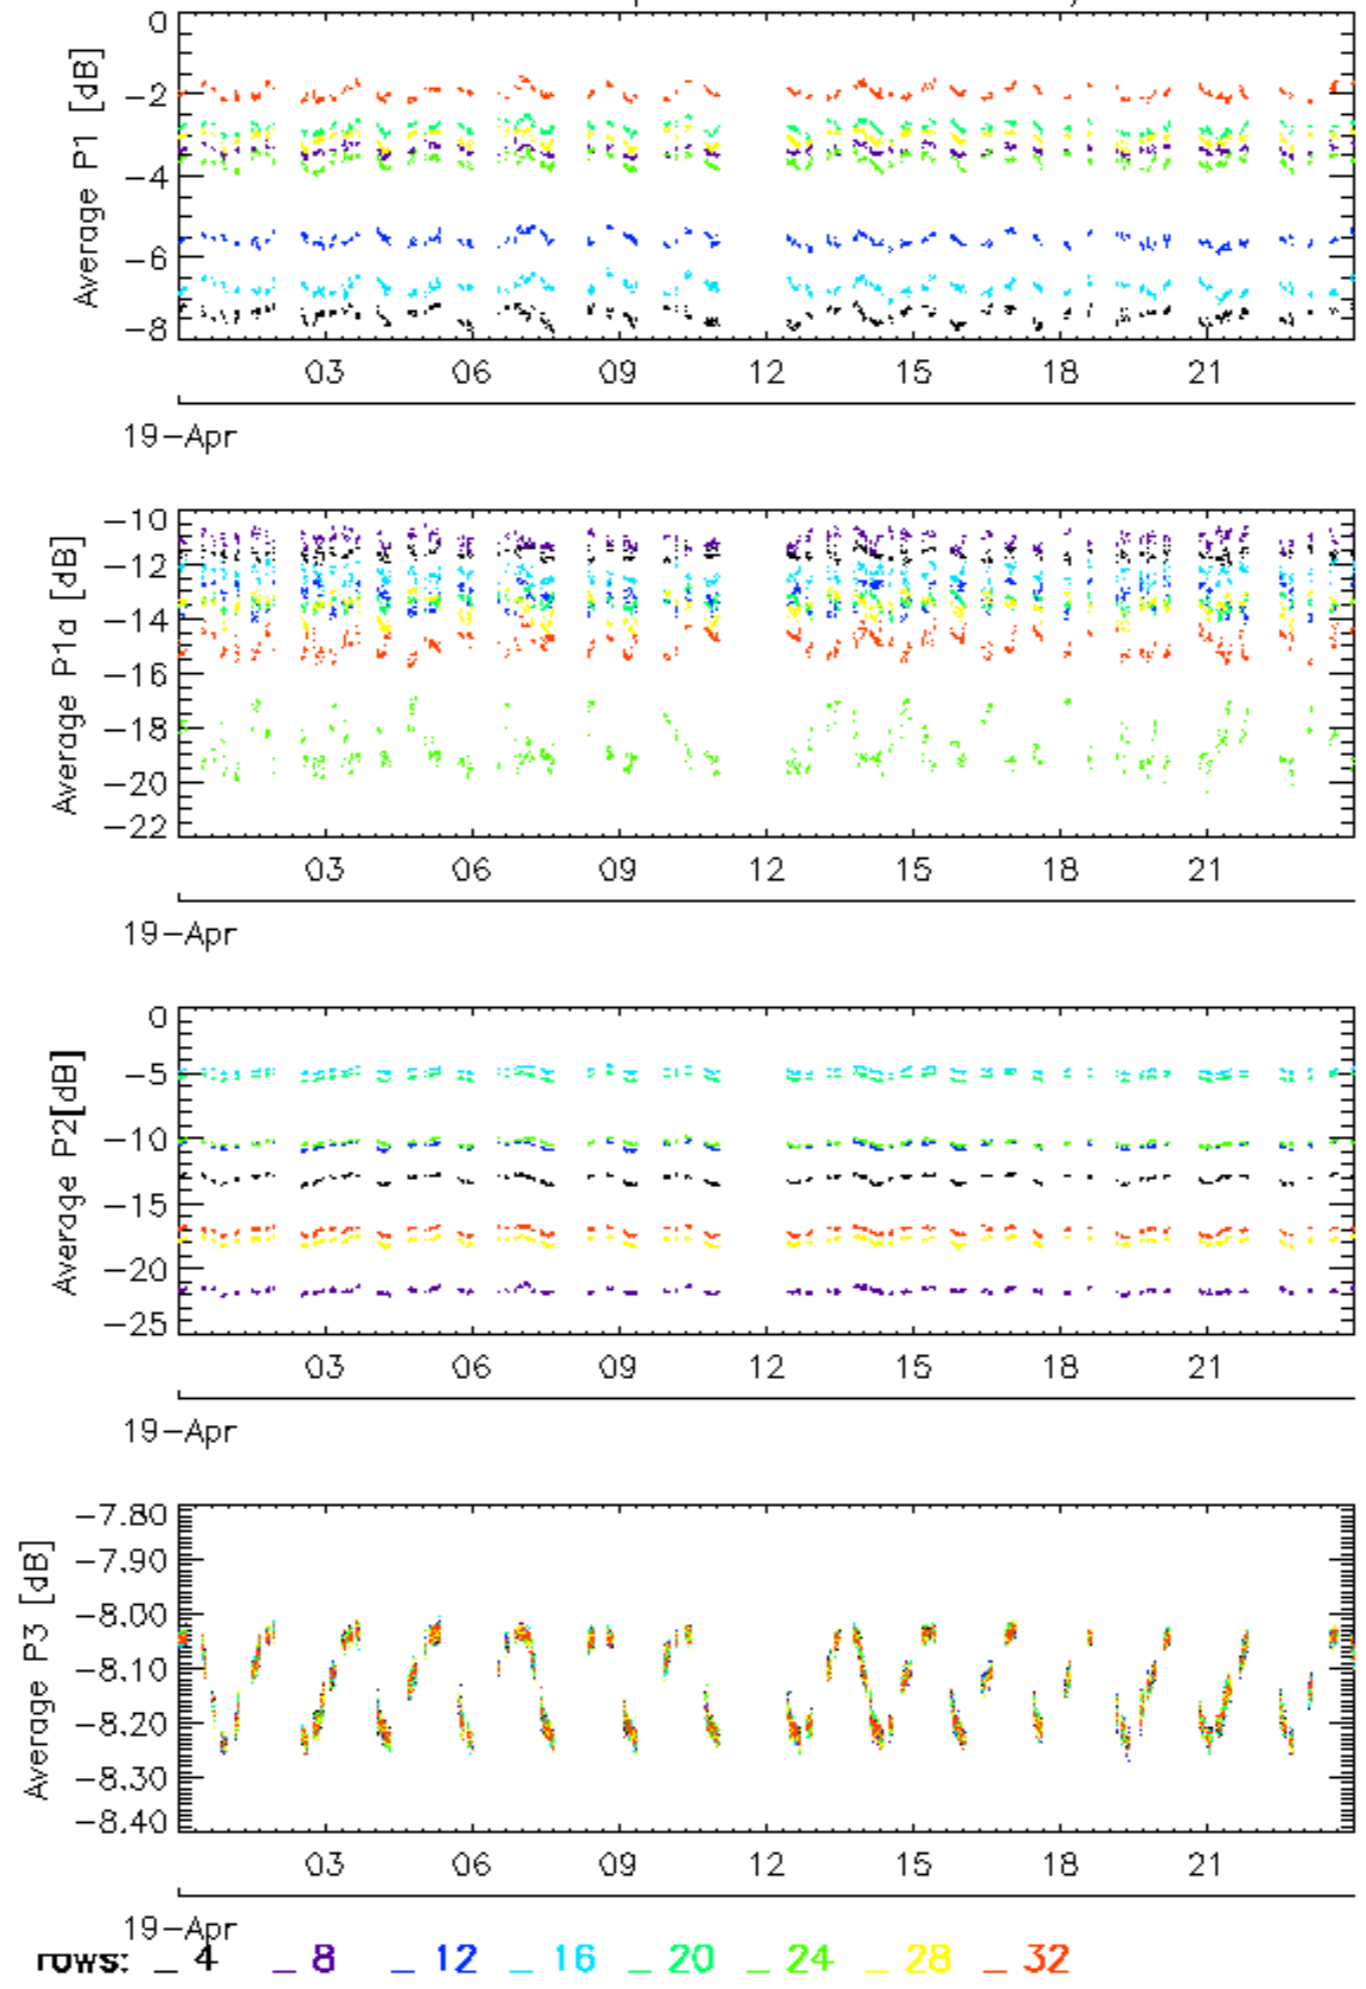 0
Average P1 [dB]
-2
-4
-6
-8
03 06 09 12 15 18 21
19-Apr
-10
Average P1a [dB]
-12
-14
-16
-18
-20
-22
03 06 09 12 15 18 21
19-Apr
0
Average P2[dB]
-5
-10
-15
-20
-25
03 06 09 12 15 18 21
19-Apr
-7.80
Average P3 [dB]
-7.90
-8.00
-8.10
-8.20
-8.30
-8.40
03 06 09 12 15 18 21
19-Apr
rows: _ 4 _ 8 _ 12 _ 16 _ 20 _ 24 _ 28 _ 32